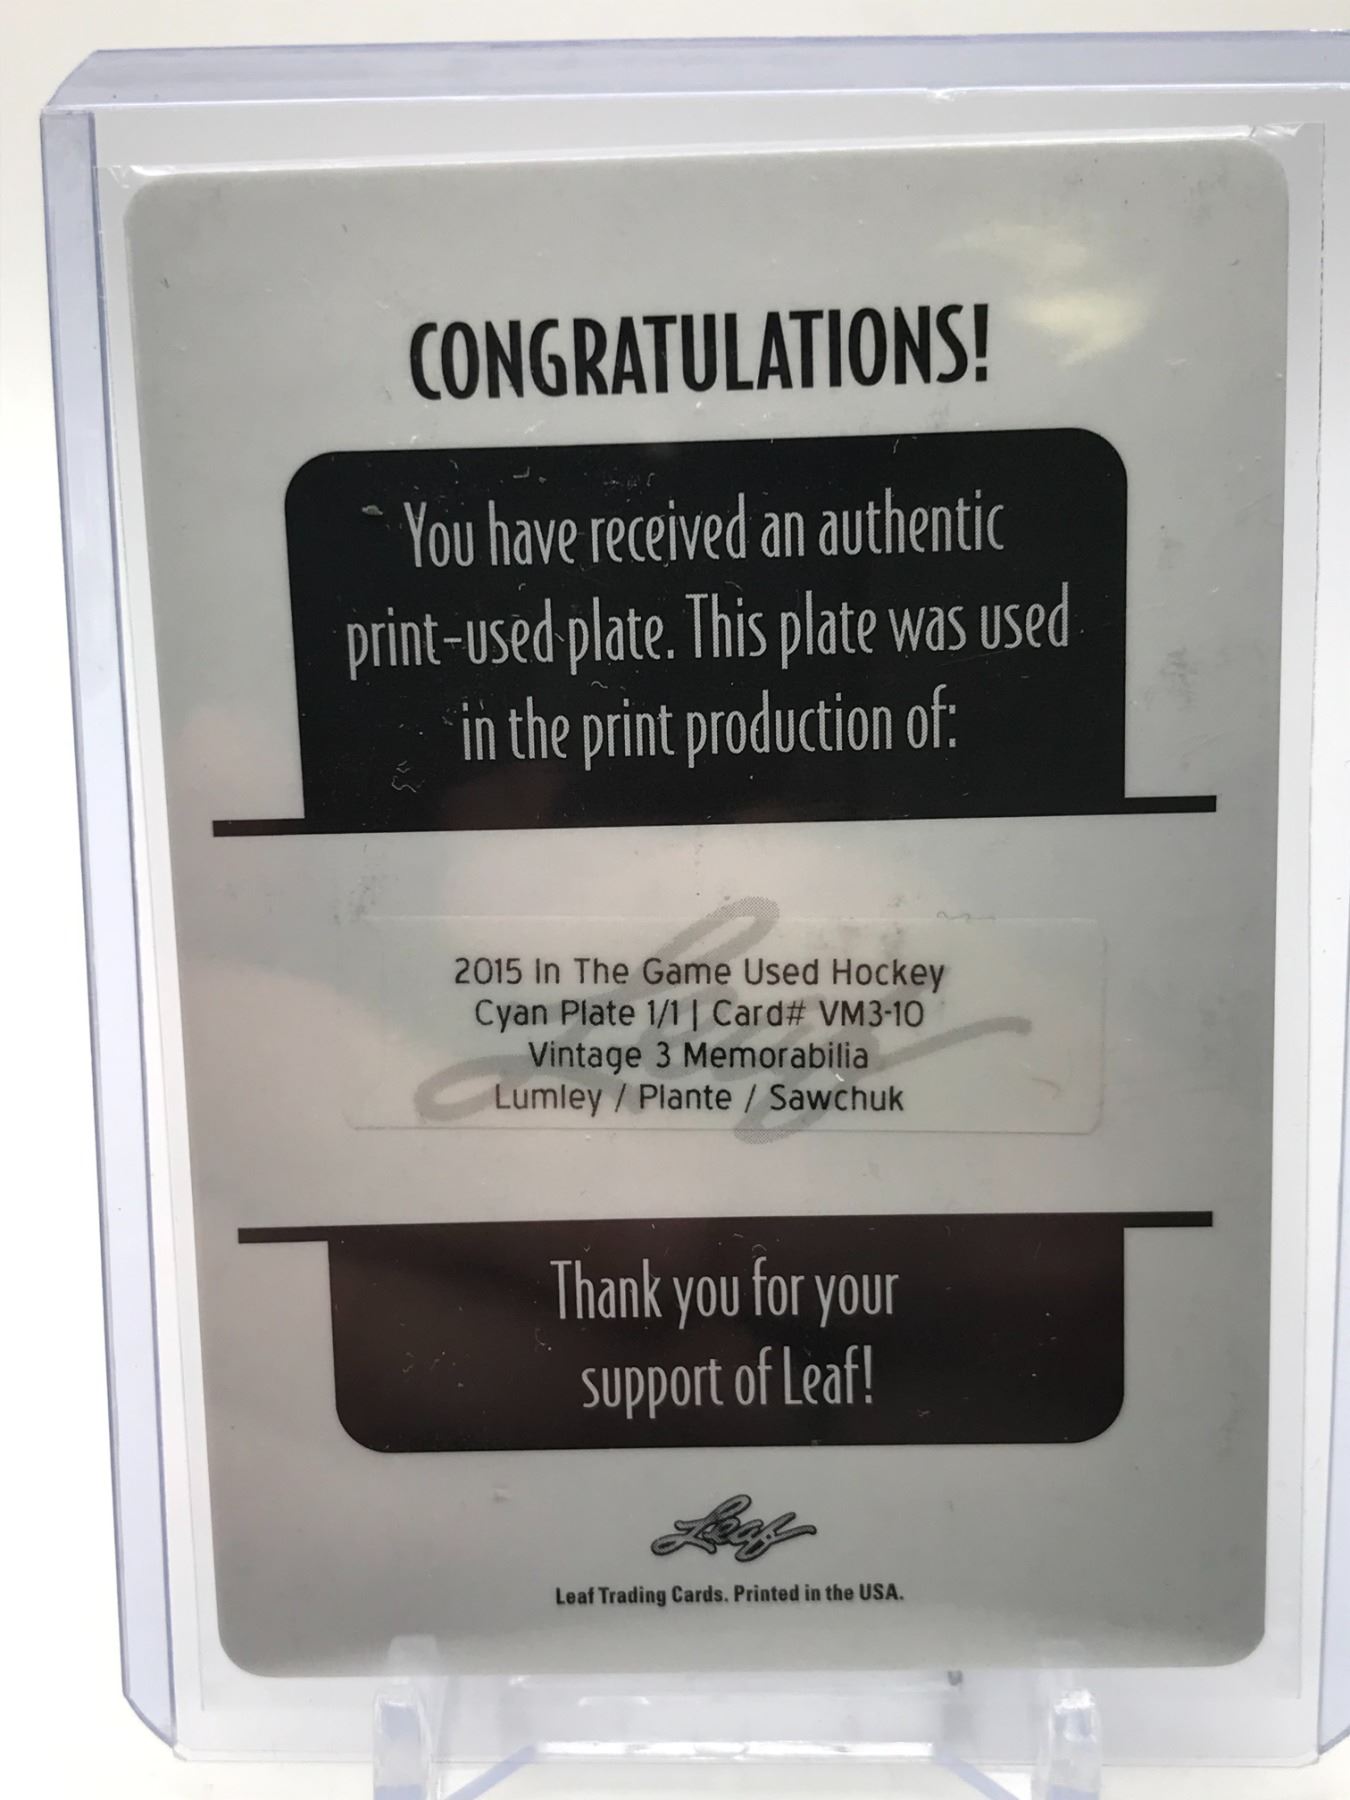 CONGRATULATIONS!
You have received an authentic
print-used plate. This plate was used
in the print production of:
2015 In The Game Used Hockey
Cyan Plate 1/1 | Card# VM3-10
Vintage 3 Memorabilia
Lumley / Plante / Sawchuk
Thank you for your
support of Leaf!
Leaf
Leaf Trading Cards. Printed in the USA.